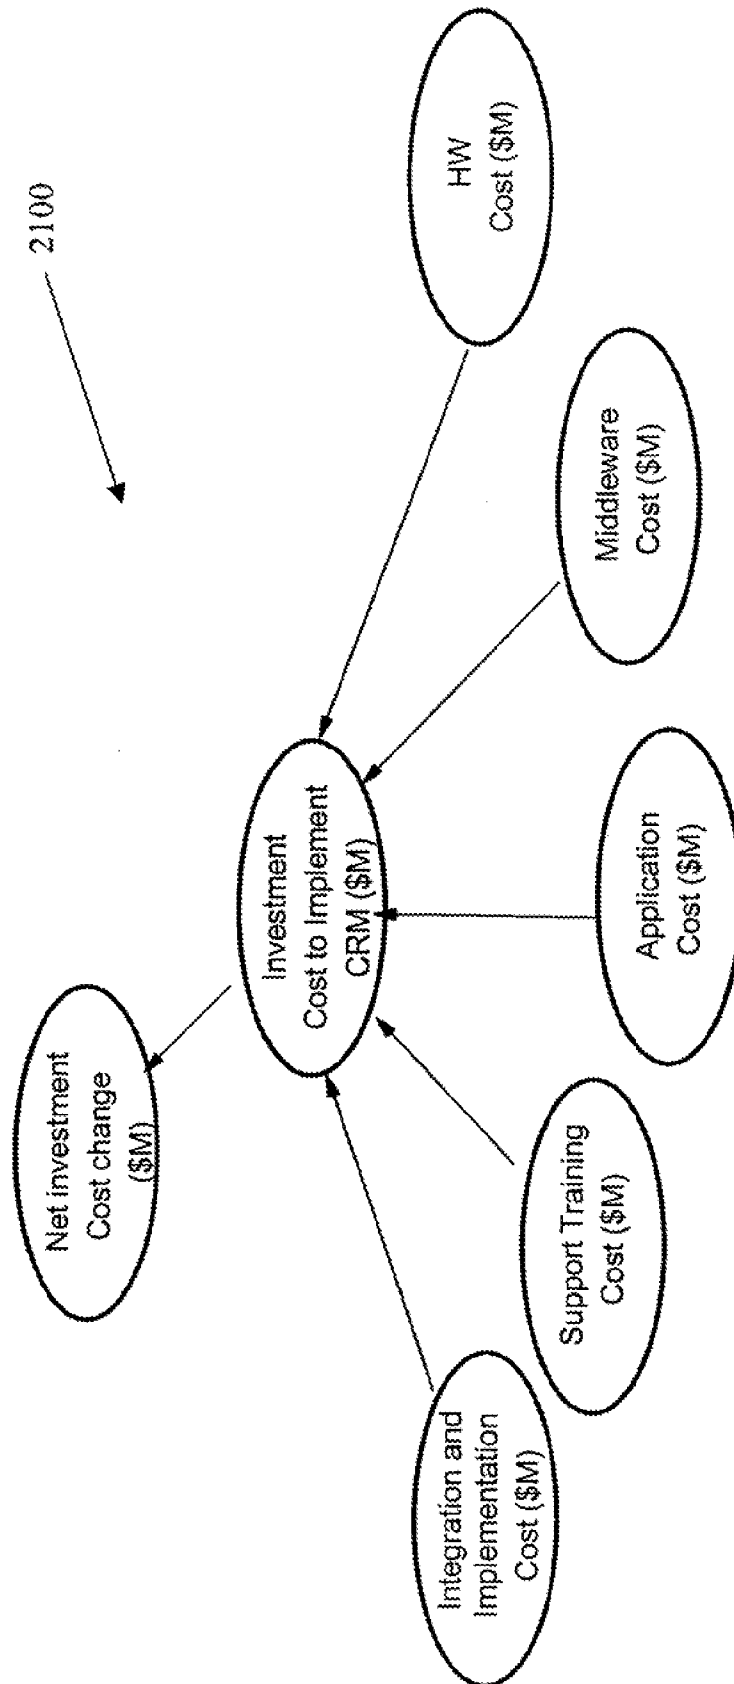 2100
Net investment
Cost change
($M)
Investment
Cost to Implement
CRM ($M)
Integration and
Implementation
Cost ($M)
Support Training
Cost ($M)
Application
Cost ($M)
Middleware
Cost ($M)
HW
Cost ($M)